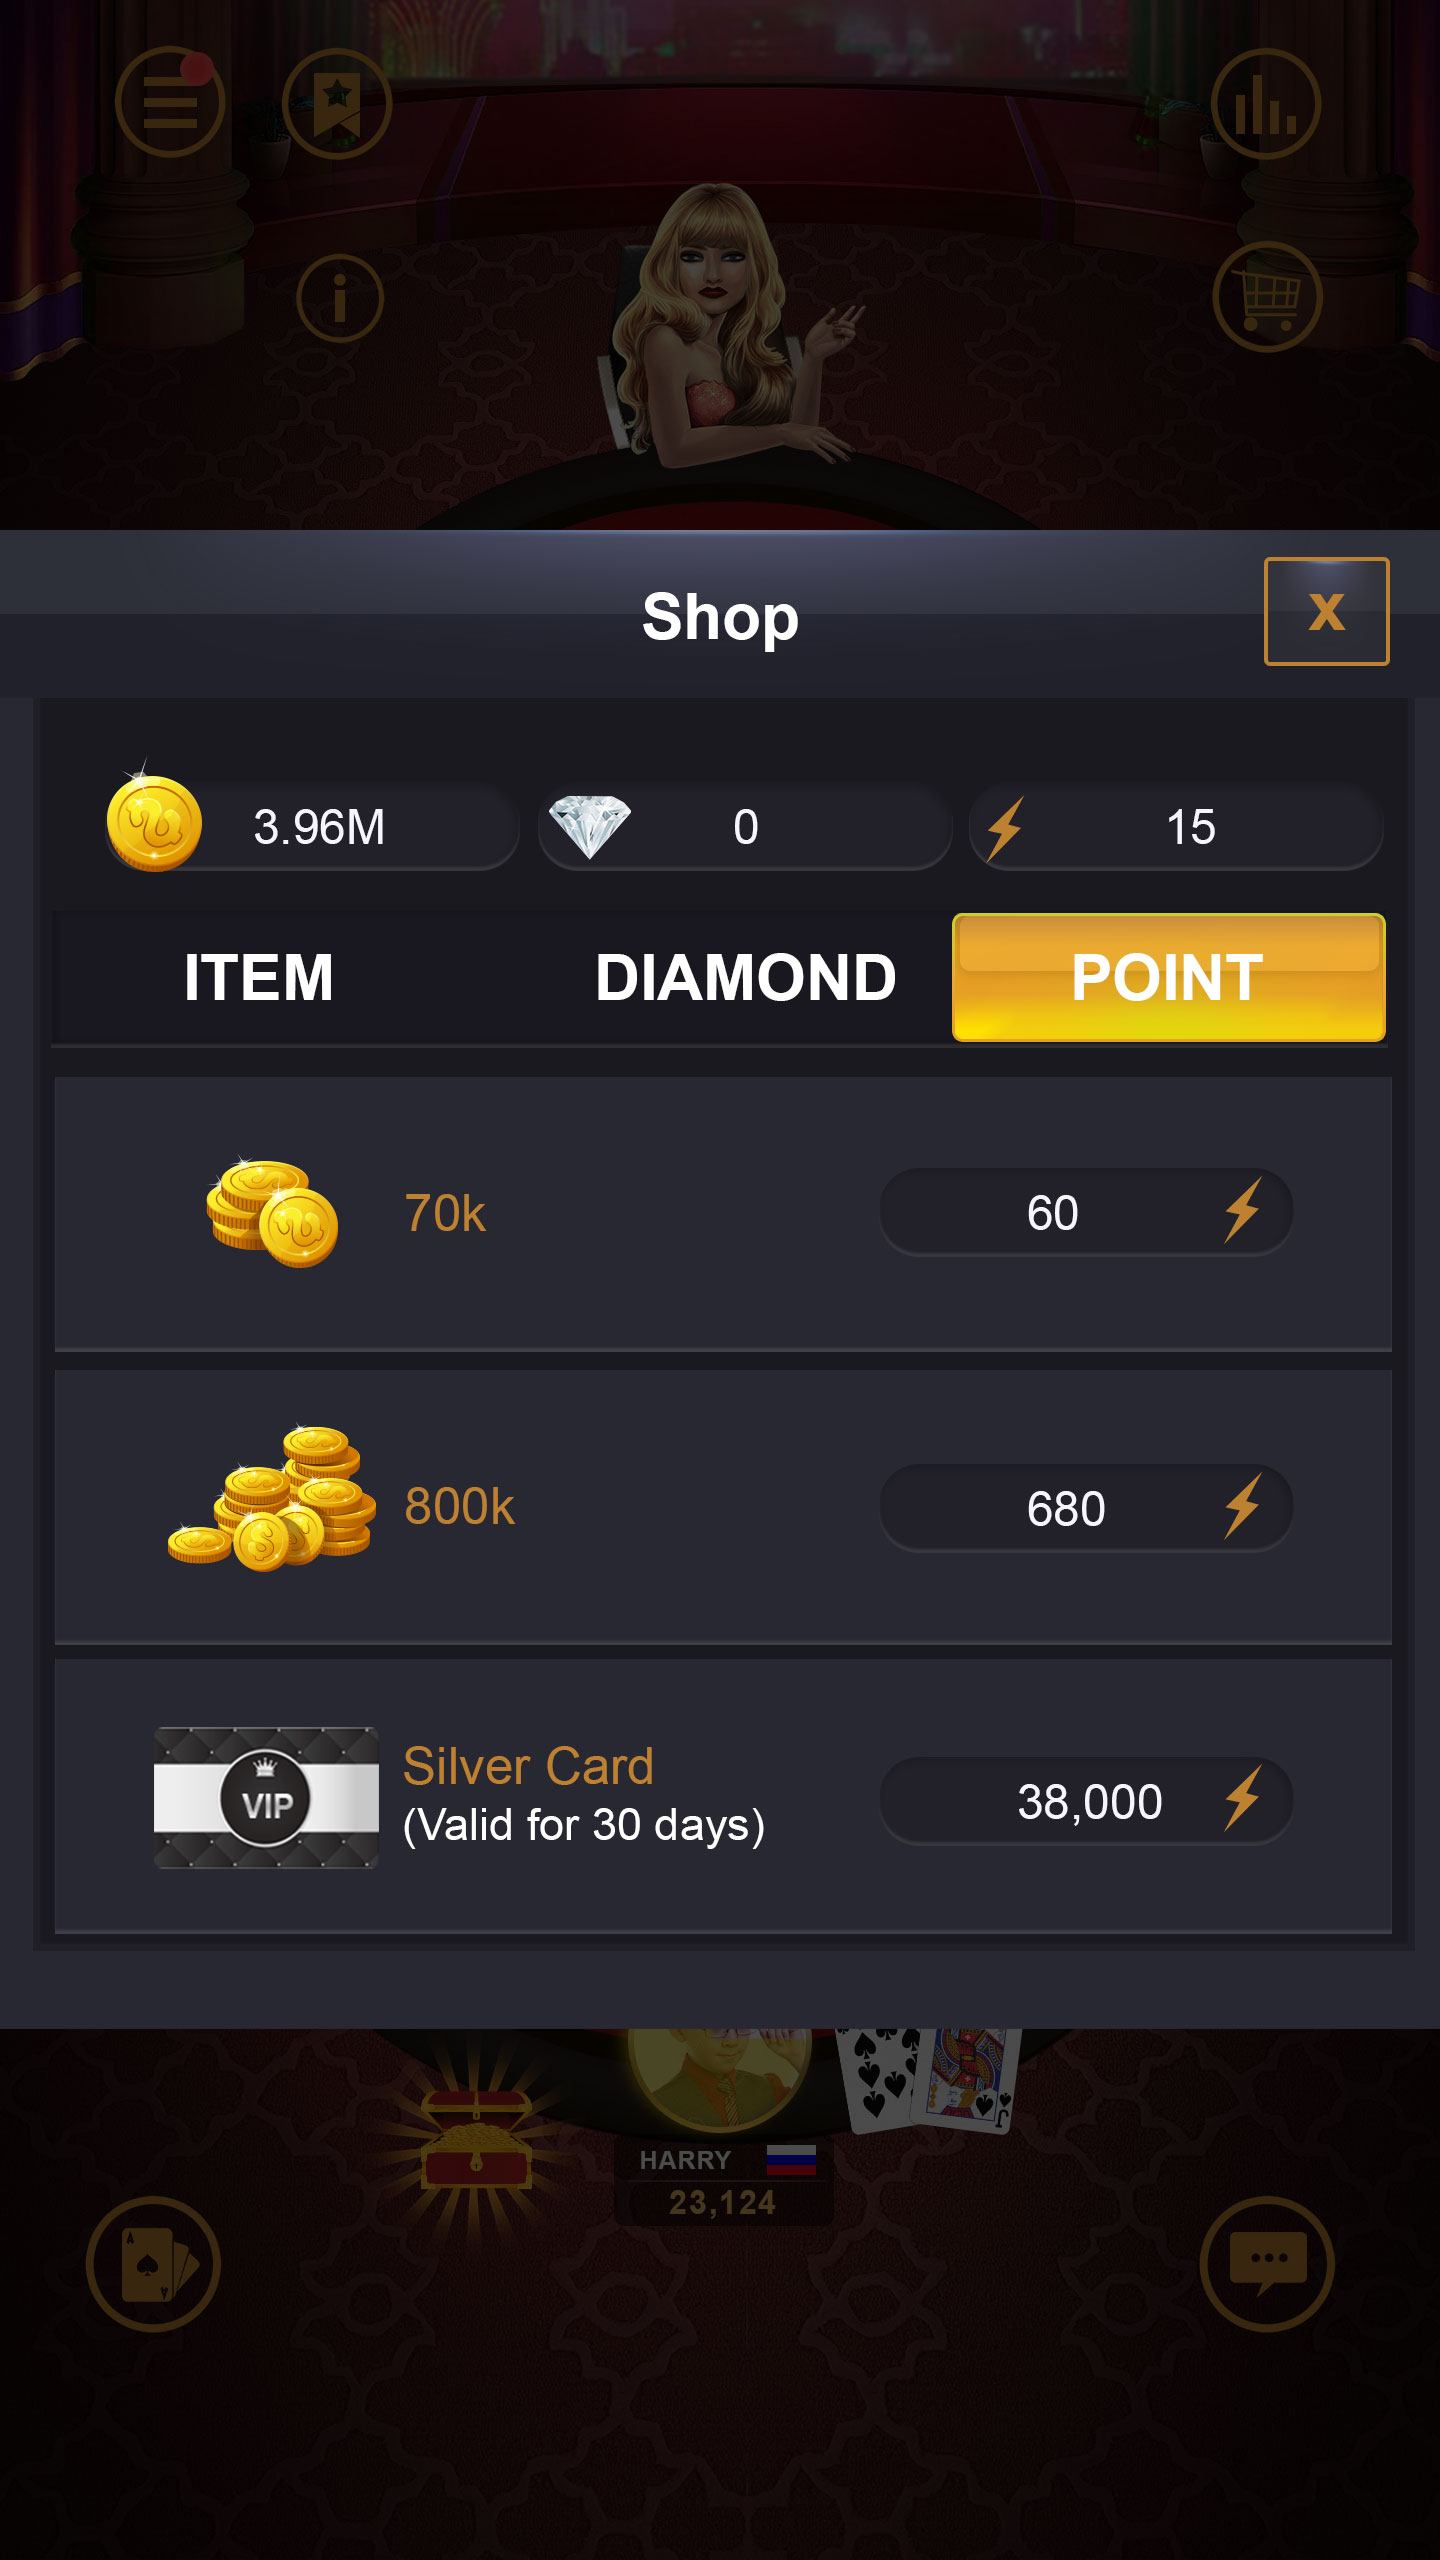 Shop
X
3.96M
0
15
ITEM
DIAMOND
POINT
70k
60
800k
680
VIP
Silver Card
(Valid for 30 days)
38,000
J
HARRY
23,124
A
A